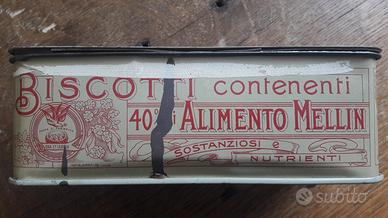 BISCOTTI contenenti
40% di ALIMENTO MELLIN
SOSTANZIOSI e
NUTRIENTI
subito